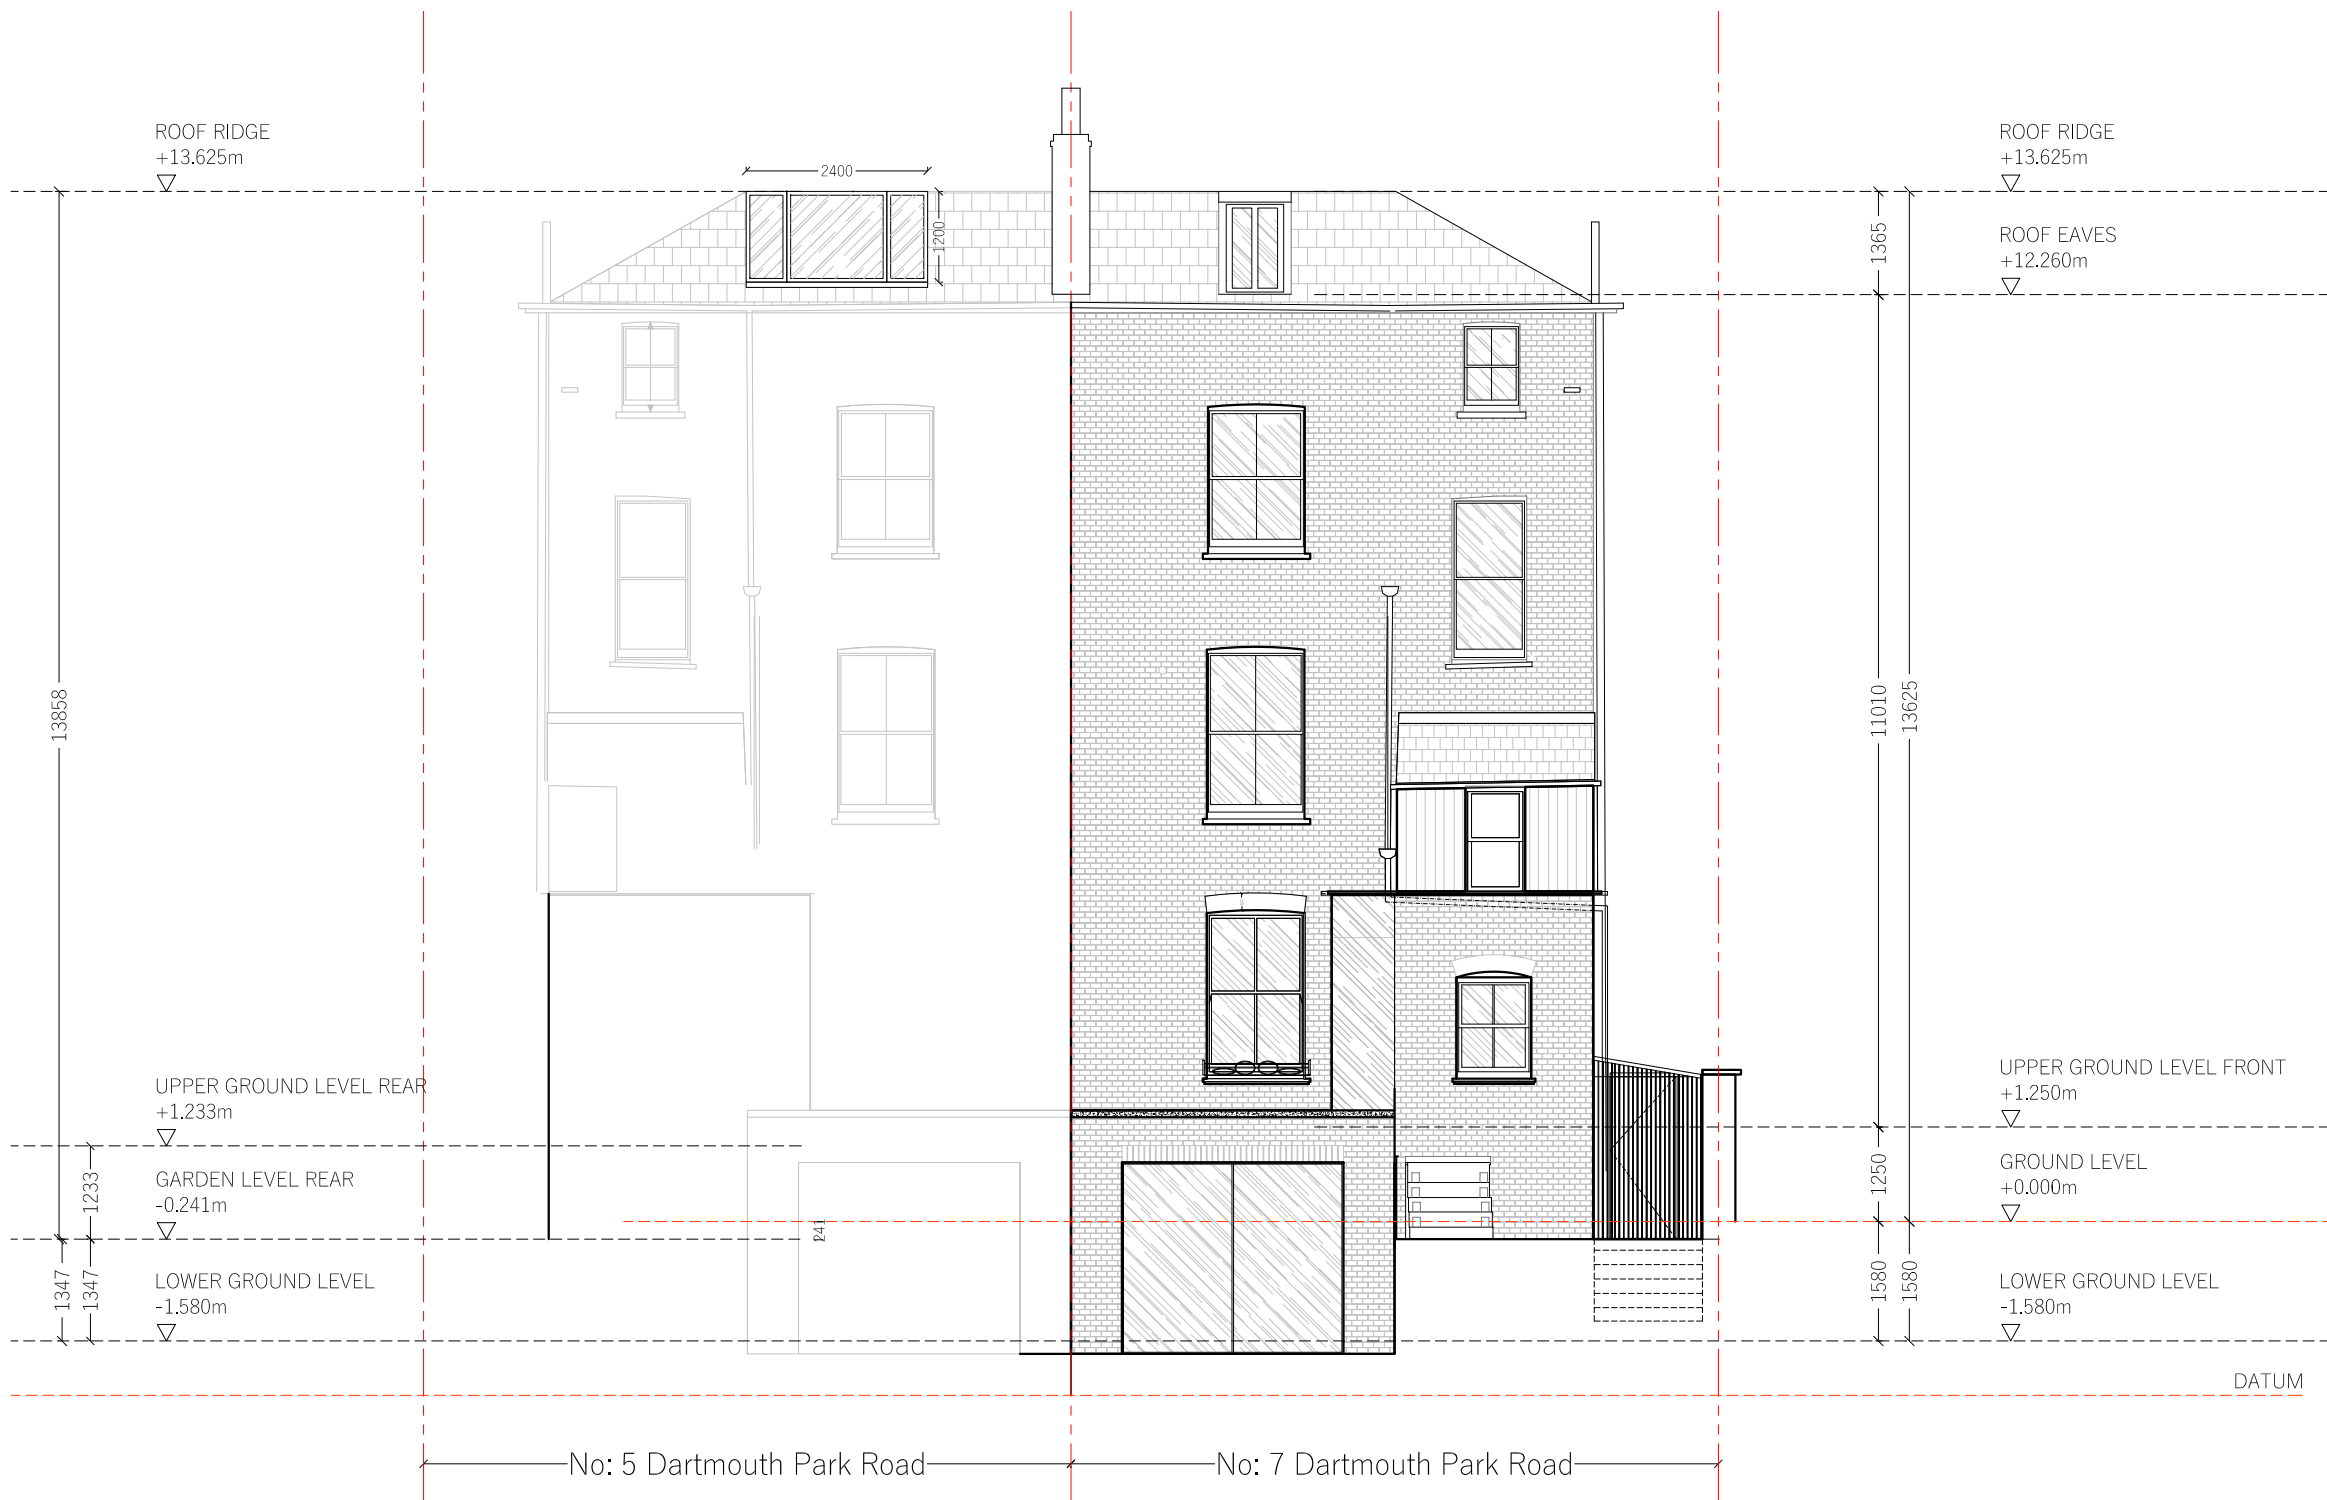 ROOF RIDGE
+13.625m
ROOF RIDGE
+13.625m
2400
1200
1365
ROOF EAVES
+12.260m
13858
11010
13625
UPPER GROUND LEVEL REAR
+1.233m
UPPER GROUND LEVEL FRONT
+1.250m
1233
GARDEN LEVEL REAR
-0.241m
241
1250
GROUND LEVEL
+0.000m
1347
1347
LOWER GROUND LEVEL
-1.580m
1580
1580
LOWER GROUND LEVEL
-1.580m
DATUM
No: 5 Dartmouth Park Road
No: 7 Dartmouth Park Road